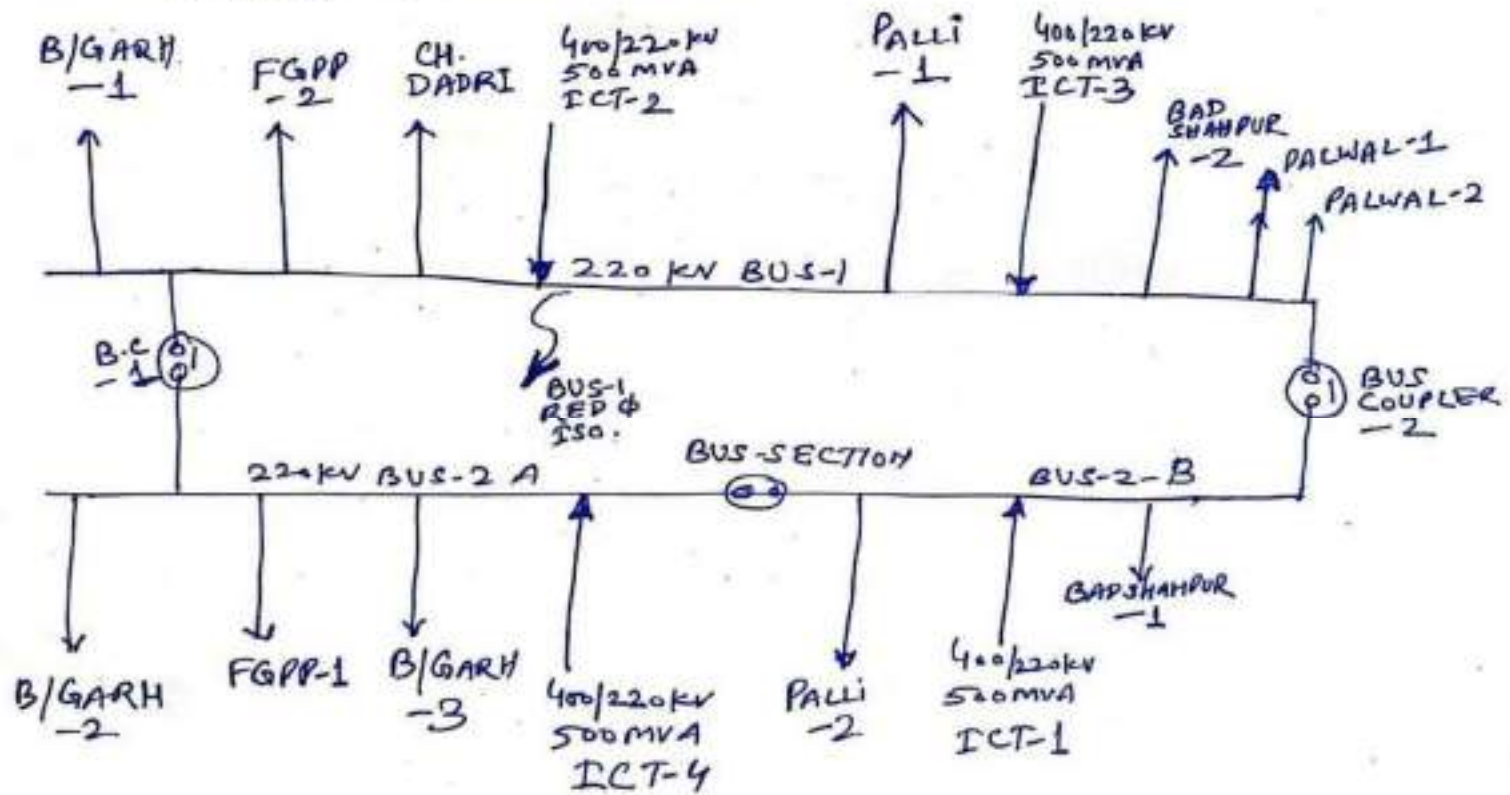 B/GARH
-1
FGPP
-2
CH.
DADRI
400/220KV
500 MVA
ICT-2
PALLI
-1
400/220KV
500 MVA
ICT-3
BAD
SHAHPUR
-2
PALWAL-1
PALWAL-2
220 KV BUS-1
B.C
-1
BUS-1
RED ϕ
ISO.
BUS
COUPLER
-2
220KV BUS-2 A
BUS-SECTION
BUS-2-B
B/GARH
-2
FGPP-1
B/GARH
-3
400/220KV
500MVA
ICT-4
PALLI
-2
400/220KV
500MVA
ICT-1
BADSHAHPUR
-1